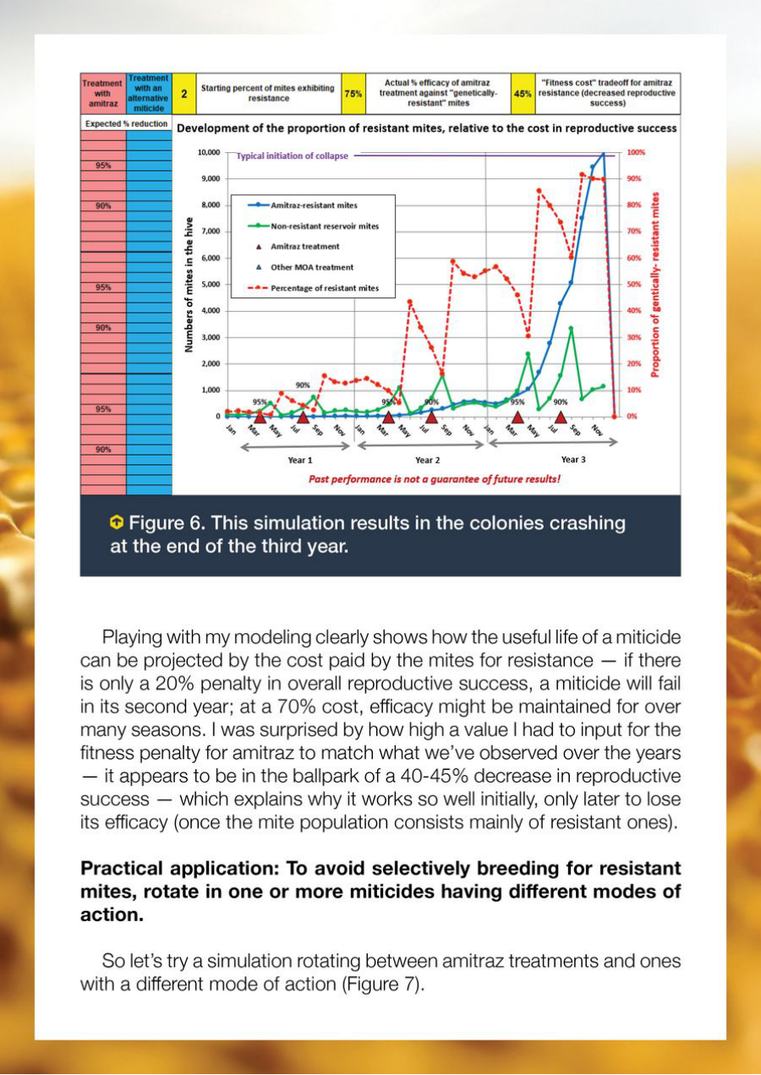 Treatment with amitraz
Treatment with an alternative miticide
2
Starting percent of mites exhibiting resistance
75%
Actual % efficacy of amitraz treatment against "genetically-resistant" mites
45%
"Fitness cost" tradeoff for amitraz resistance (decreased reproductive success)
Expected % reduction
95%
90%
95%
90%
95%
90%
Development of the proportion of resistant mites, relative to the cost in reproductive success
Typical initiation of collapse
Numbers of mites in the hive
10,000
9,000
8,000
7,000
6,000
5,000
4,000
3,000
2,000
1,000
0
Amitraz-resistant mites
Non-resistant reservoir mites
Amitraz treatment
Other MOA treatment
Percentage of resistant mites
100%
90%
80%
70%
60%
50%
40%
30%
20%
10%
0%
Proportion of gentically- resistant mites
95%
90%
95%
90%
95%
90%
Jan Mar May Jul Sep Nov Jan Mar May Jul Sep Nov Jan Mar May Jul Sep Nov
Year 1
Year 2
Year 3
Past performance is not a guarantee of future results!
Figure 6. This simulation results in the colonies crashing
at the end of the third year.
Playing with my modeling clearly shows how the useful life of a miticide
can be projected by the cost paid by the mites for resistance — if there
is only a 20% penalty in overall reproductive success, a miticide will fail
in its second year; at a 70% cost, efficacy might be maintained for over
many seasons. I was surprised by how high a value I had to input for the
fitness penalty for amitraz to match what we've observed over the years
— it appears to be in the ballpark of a 40-45% decrease in reproductive
success — which explains why it works so well initially, only later to lose
its efficacy (once the mite population consists mainly of resistant ones).
Practical application: To avoid selectively breeding for resistant
mites, rotate in one or more miticides having different modes of
action.
So let's try a simulation rotating between amitraz treatments and ones
with a different mode of action (Figure 7).